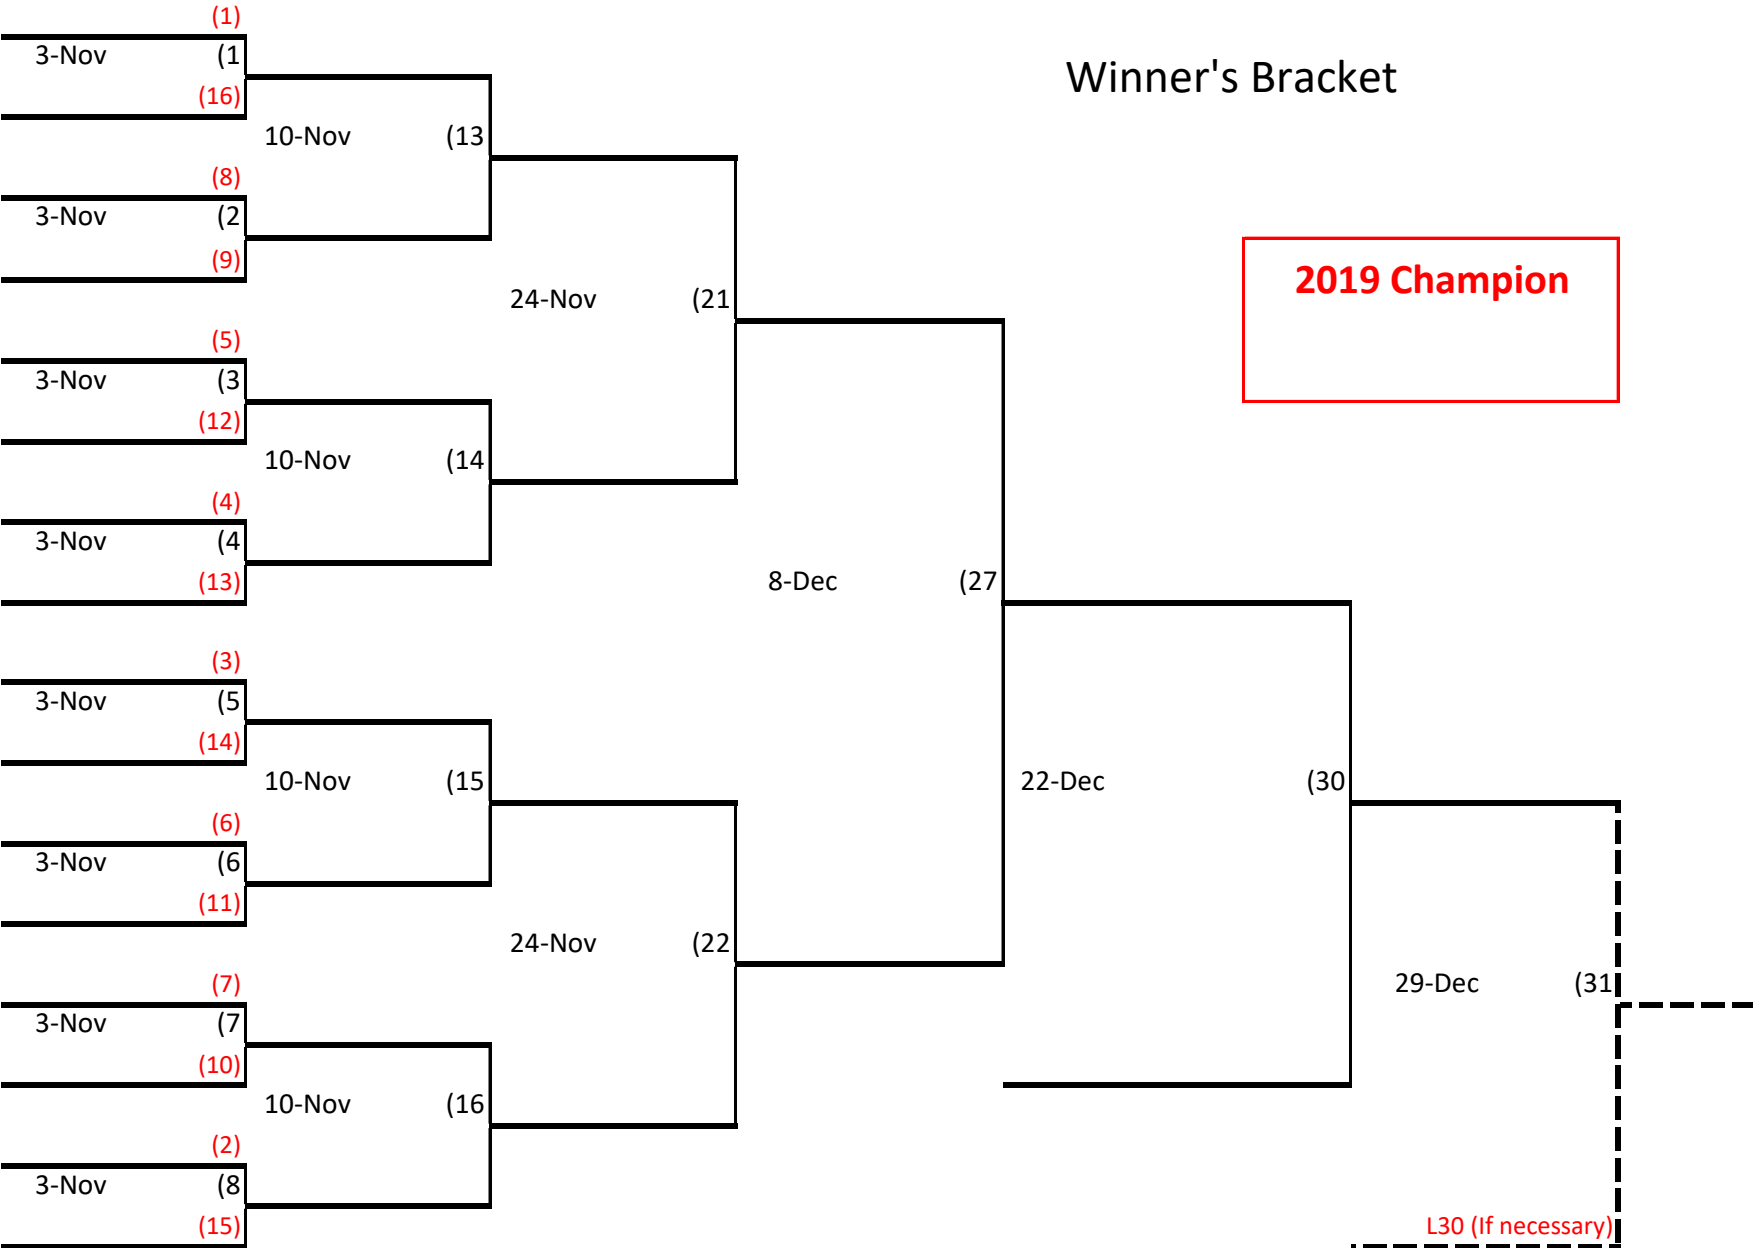 (1)
3-Nov (1
(16)
Winner's Bracket
10-Nov (13
(8)
3-Nov (2
(9)
2019 Champion
24-Nov (21
(5)
3-Nov (3
(12)
10-Nov (14
(4)
3-Nov (4
(13)
8-Dec (27
(3)
3-Nov (5
(14)
10-Nov (15
22-Dec (30
(6)
3-Nov (6
(11)
24-Nov (22
(7)
29-Dec (31
3-Nov (7
(10)
10-Nov (16
(2)
3-Nov (8
(15)
L30 (If necessary)